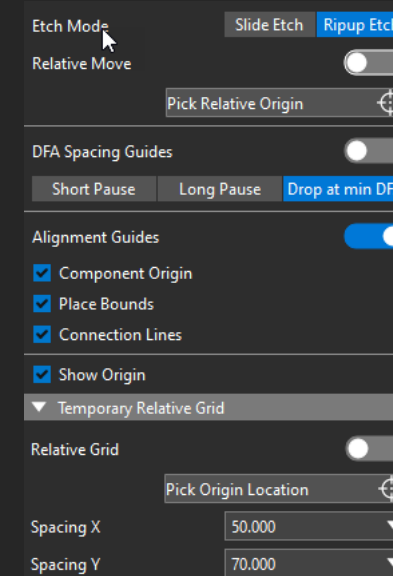 Etch Mode Slide Etch Ripup Etch
Relative Move
Pick Relative Origin
DFA Spacing Guides
Short Pause Long Pause Drop at min DF
Alignment Guides
Component Origin
Place Bounds
Connection Lines
Show Origin
Temporary Relative Grid
Relative Grid
Pick Origin Location
Spacing X 50.000
Spacing Y 70.000